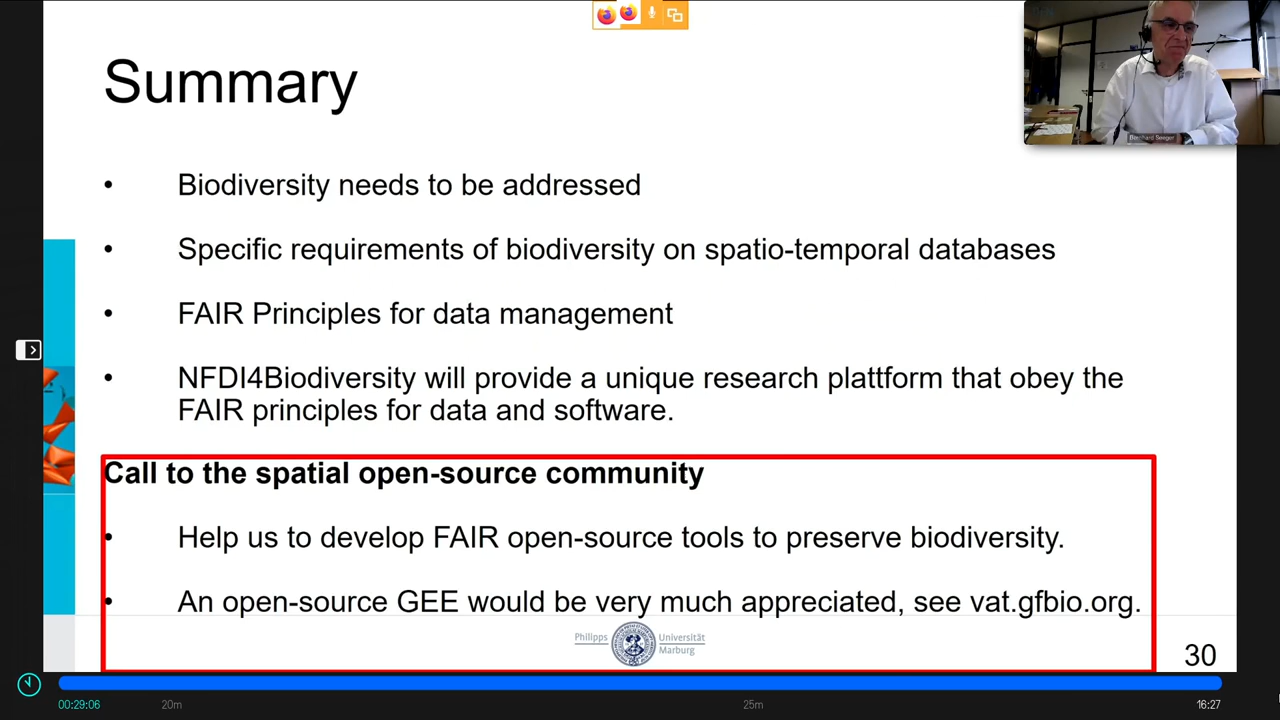 Summary
Bernhard Seeger
• Biodiversity needs to be addressed
• Specific requirements of biodiversity on spatio-temporal databases
• FAIR Principles for data management
• NFDI4Biodiversity will provide a unique research plattform that obey the
FAIR principles for data and software.
Call to the spatial open-source community
• Help us to develop FAIR open-source tools to preserve biodiversity.
• An open-source GEE would be very much appreciated, see vat.gfbio.org.
Philipps Universität
Marburg
30
00:29:06 20m 25m 16:27